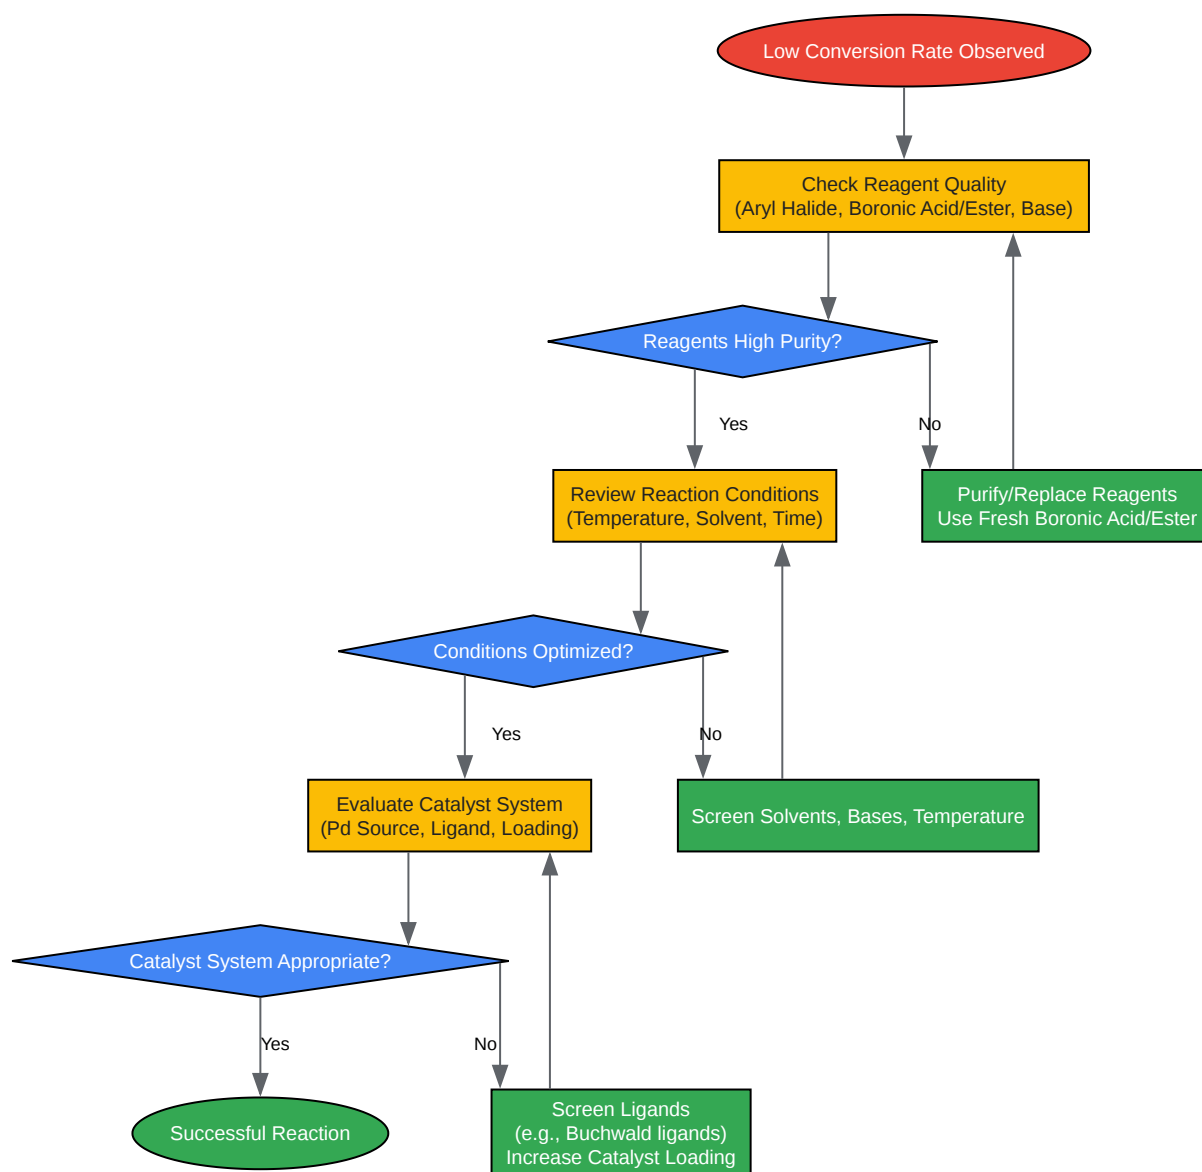 Low Conversion Rate Observed
Check Reagent Quality
(Aryl Halide, Boronic Acid/Ester, Base)
Reagents High Purity?
Yes
No
Review Reaction Conditions
(Temperature, Solvent, Time)
Purify/Replace Reagents
Use Fresh Boronic Acid/Ester
Conditions Optimized?
Yes
No
Evaluate Catalyst System
(Pd Source, Ligand, Loading)
Screen Solvents, Bases, Temperature
Catalyst System Appropriate?
Yes
No
Successful Reaction
Screen Ligands
(e.g., Buchwald ligands)
Increase Catalyst Loading